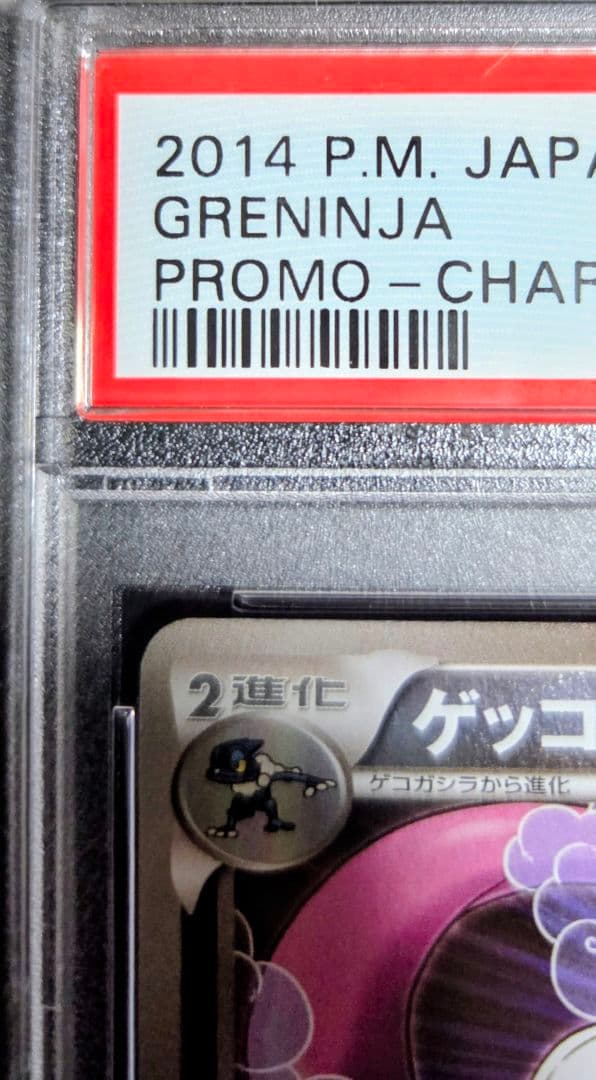 2014 P.M. JAPA
GRENINJA
PROMO – CHAR
2進化
ゲッコ
ゲコガシラから進化